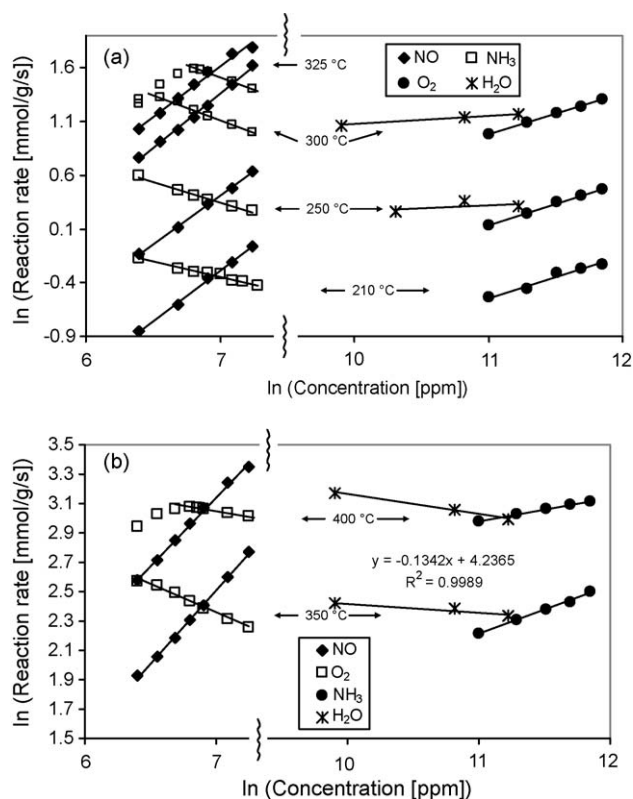 (a)
NO NH₃
O₂ H₂O
1.6
1.1
0.6
0.1
-0.4
-0.9
ln (Reaction rate [mmol/g/s])
325 °C
300 °C
250 °C
210 °C
6 7 10 11 12
ln (Concentration [ppm])
(b)
3.5
3.3
3.1
2.9
2.7
2.5
2.3
2.1
1.9
1.7
1.5
ln (Reaction rate [mmol/g/s])
400 °C
y = -0.1342x + 4.2365
R² = 0.9989
350 °C
NO
O₂
NH₃
H₂O
6 7 10 11 12
ln (Concentration [ppm])